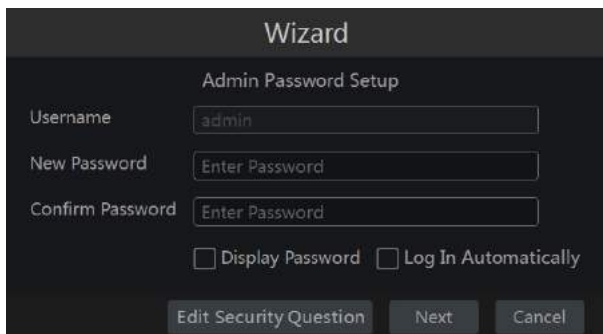 Wizard
Admin Password Setup
Username admin
New Password Enter Password
Confirm Password Enter Password
Display Password Log In Automatically
Edit Security Question Next Cancel